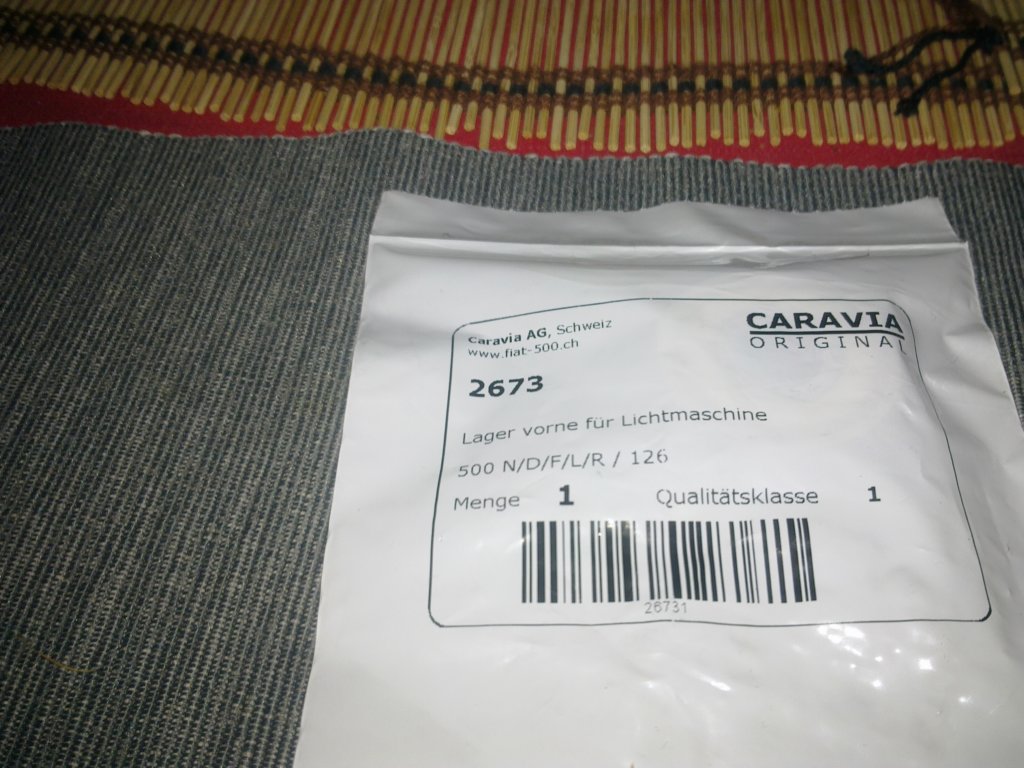 Caravia AG, Schweiz
www.fiat-500.ch
CARAVIA
ORIGINAL
2673
Lager vorne für Lichtmaschine
500 N/D/F/L/R / 126
Menge 1 Qualitätsklasse 1
26731